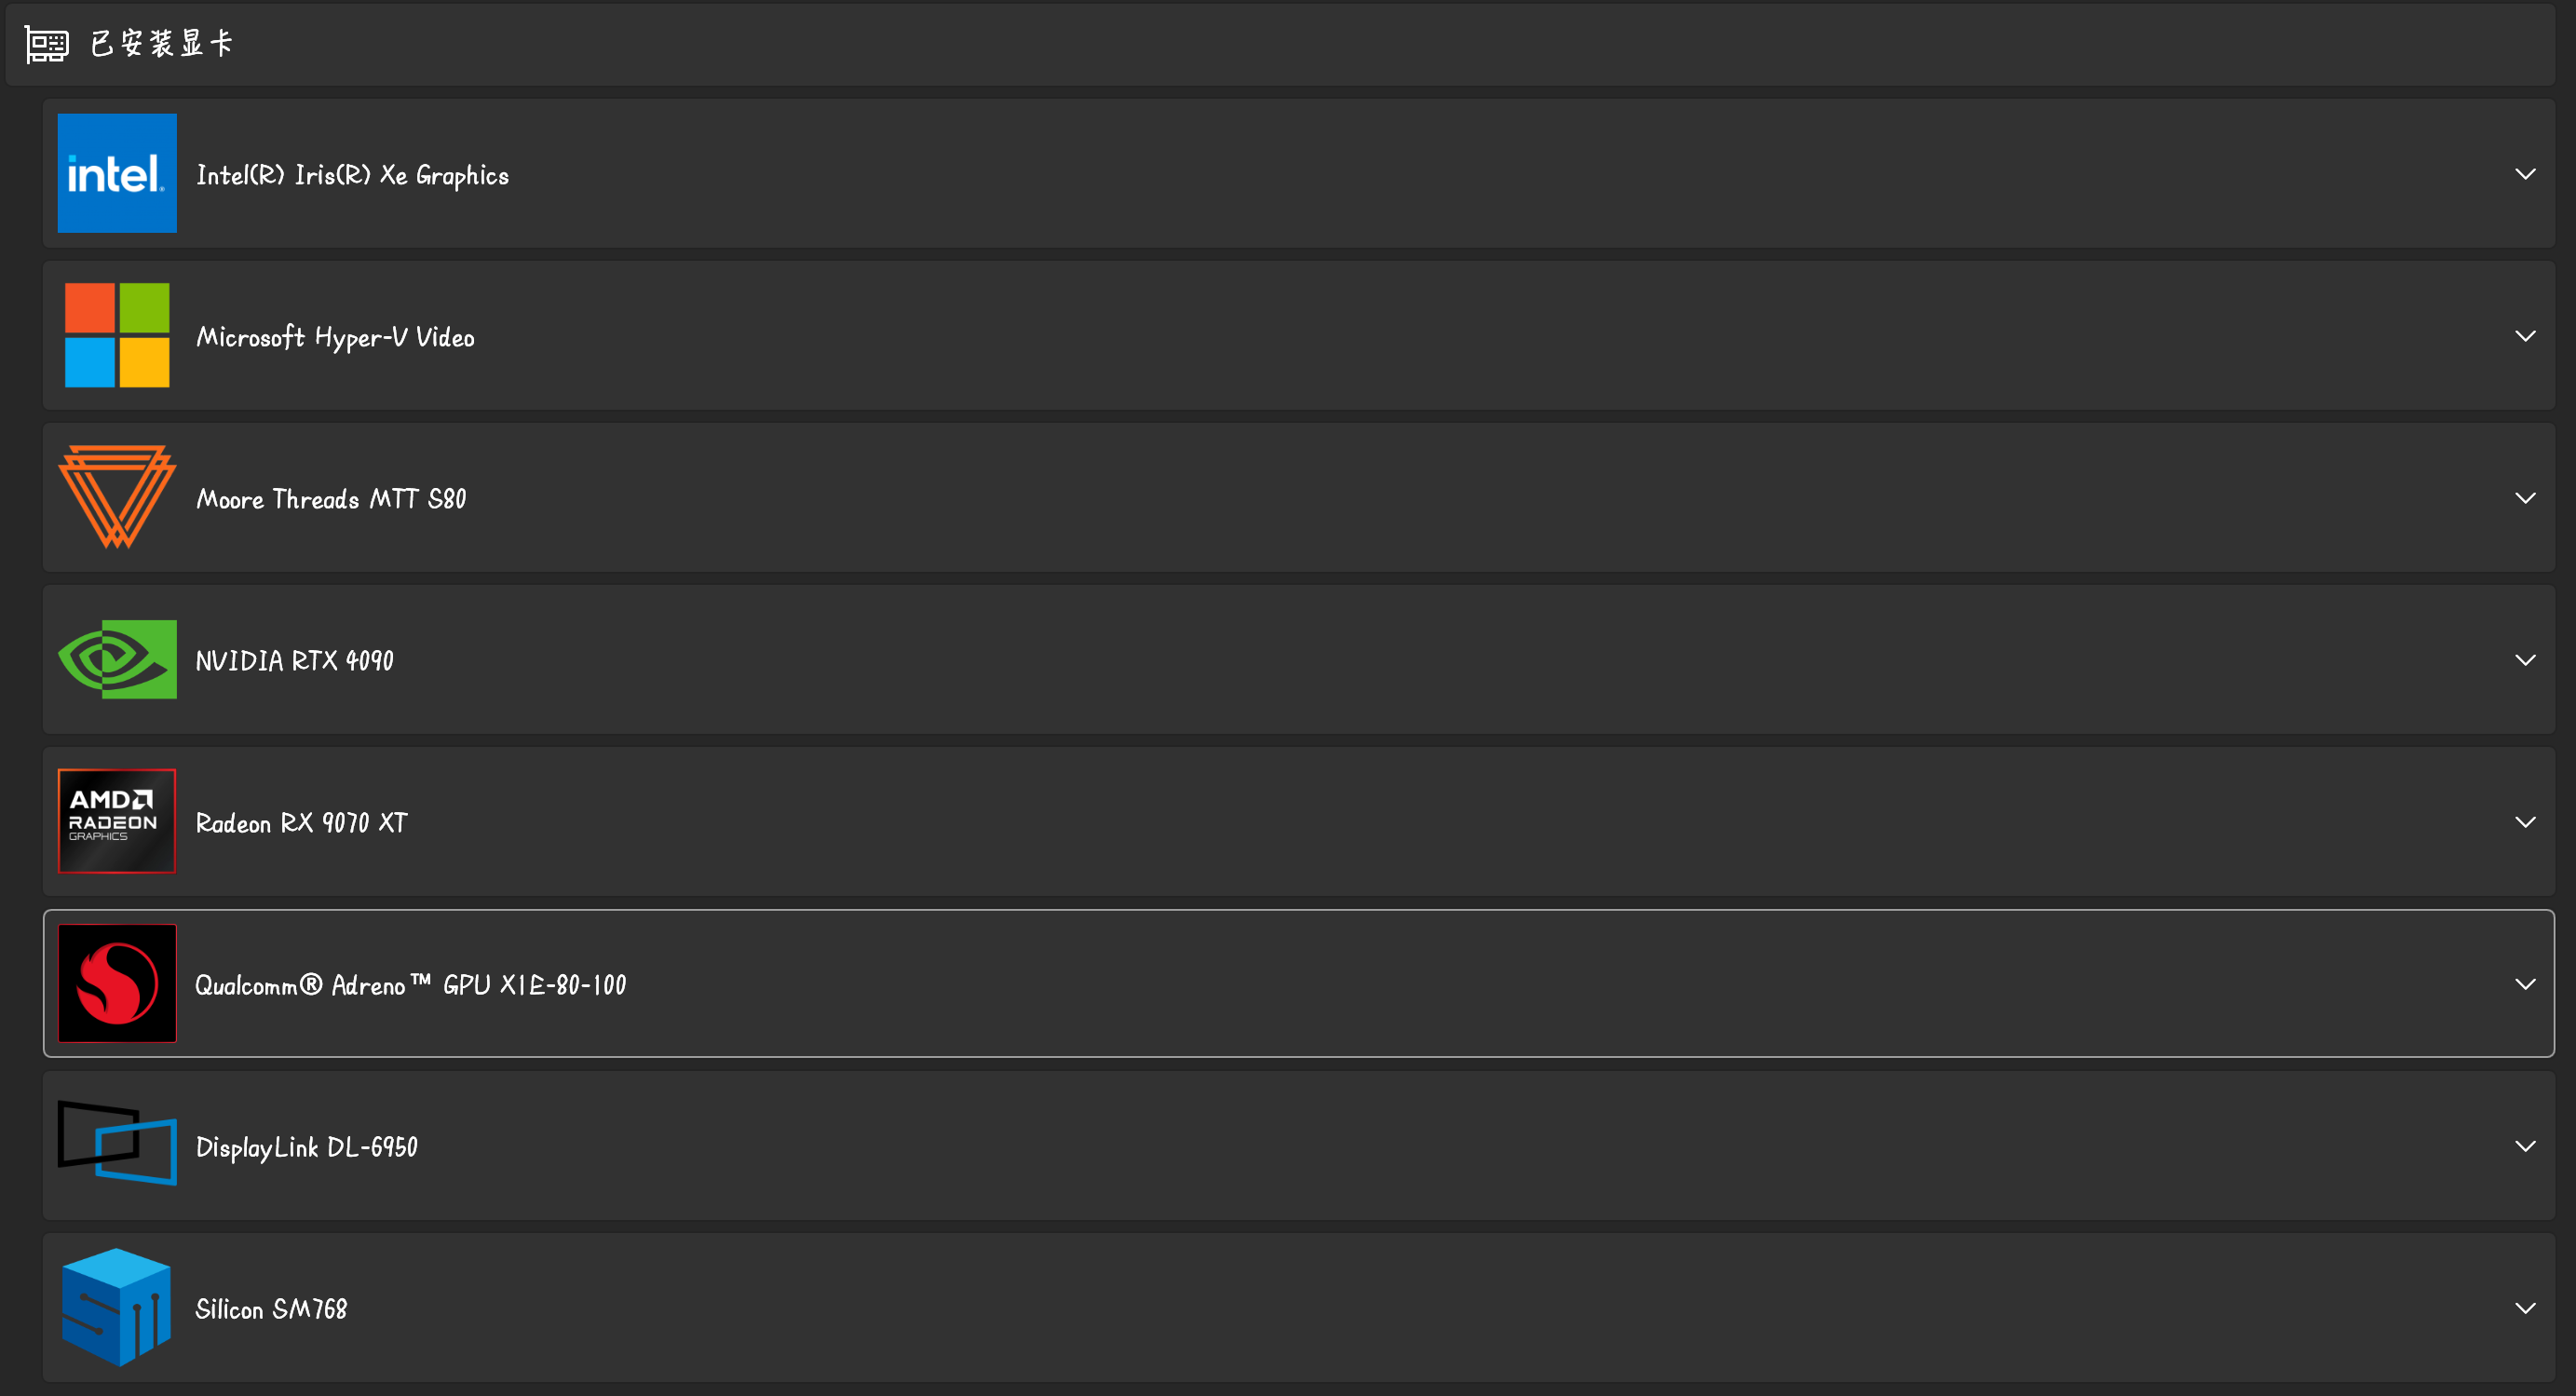 已安装显卡
intel.
Intel(R) Iris(R) Xe Graphics
Microsoft Hyper-V Video
Moore Threads MTT S80
NVIDIA RTX 4090
AMD
RADEON
GRAPHICS
Radeon RX 9070 XT
Qualcomm® Adreno™ GPU X1E-80-100
DisplayLink DL-6950
Silicon SM768